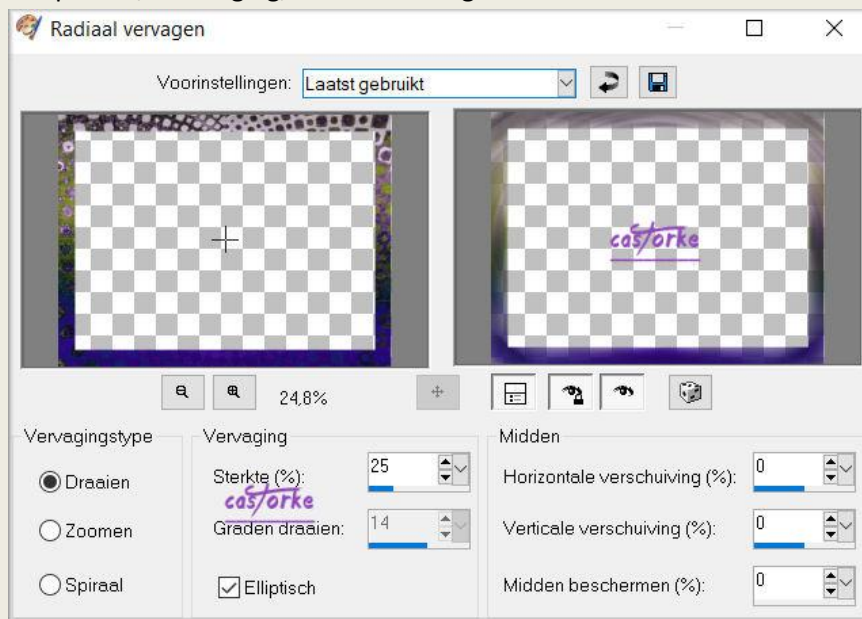 Radiaal vervagen
Voorinstellingen: Laatst gebruikt
castorke
24,8%
Vervagingstype
Vervaging
Midden
Draaien
Sterkte (%): 25
Horizontale verschuiving (%): 0
castorke
Zoomen
Graden draaien: 14
Verticale verschuiving (%): 0
Spiraal
Elliptisch
Midden beschermen (%): 0